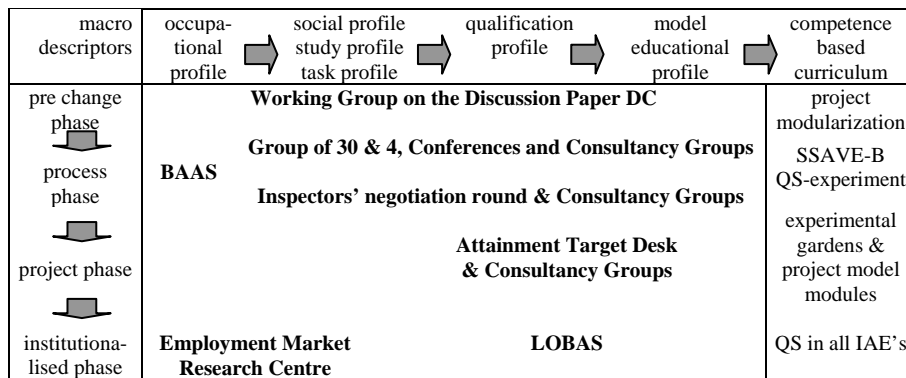 macro descriptors
occupa-
tional
profile
social profile
study profile
task profile
qualification
profile
model
educational
profile
competence
based
curriculum
pre change
phase
Working Group on the Discussion Paper DC
project
modularization
process
phase
BAAS
Group of 30 & 4, Conferences and Consultancy Groups
Inspectors’ negotiation round & Consultancy Groups
SSAVE-B
QS-experiment
project phase
Attainment Target Desk
& Consultancy Groups
experimental
gardens &
project model
modules
institutiona-
lised phase
Employment Market
Research Centre
LOBAS
QS in all IAE’s